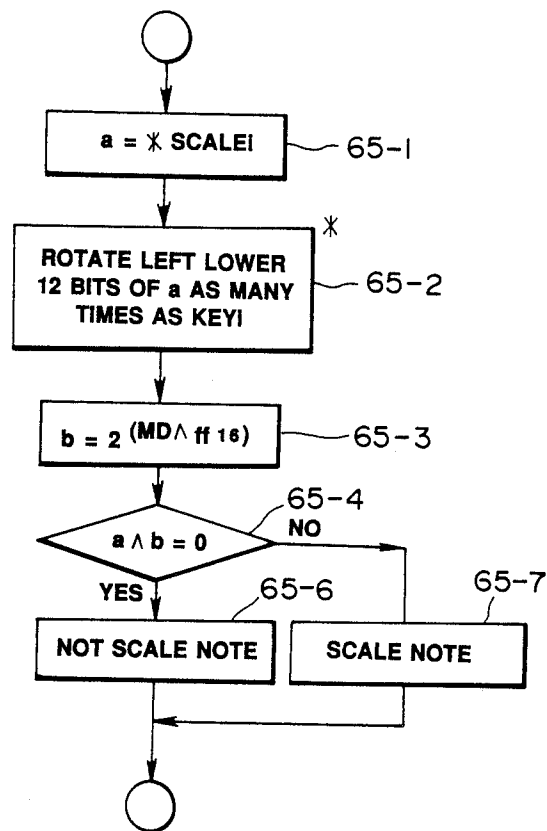 a = * SCALEi
65-1
*
ROTATE LEFT LOWER
12 BITS OF a AS MANY
TIMES AS KEYi
65-2
b = 2 (MD∧ ff 16)
65-3
65-4
a ∧ b = 0
NO
YES
65-6
65-7
NOT SCALE NOTE
SCALE NOTE